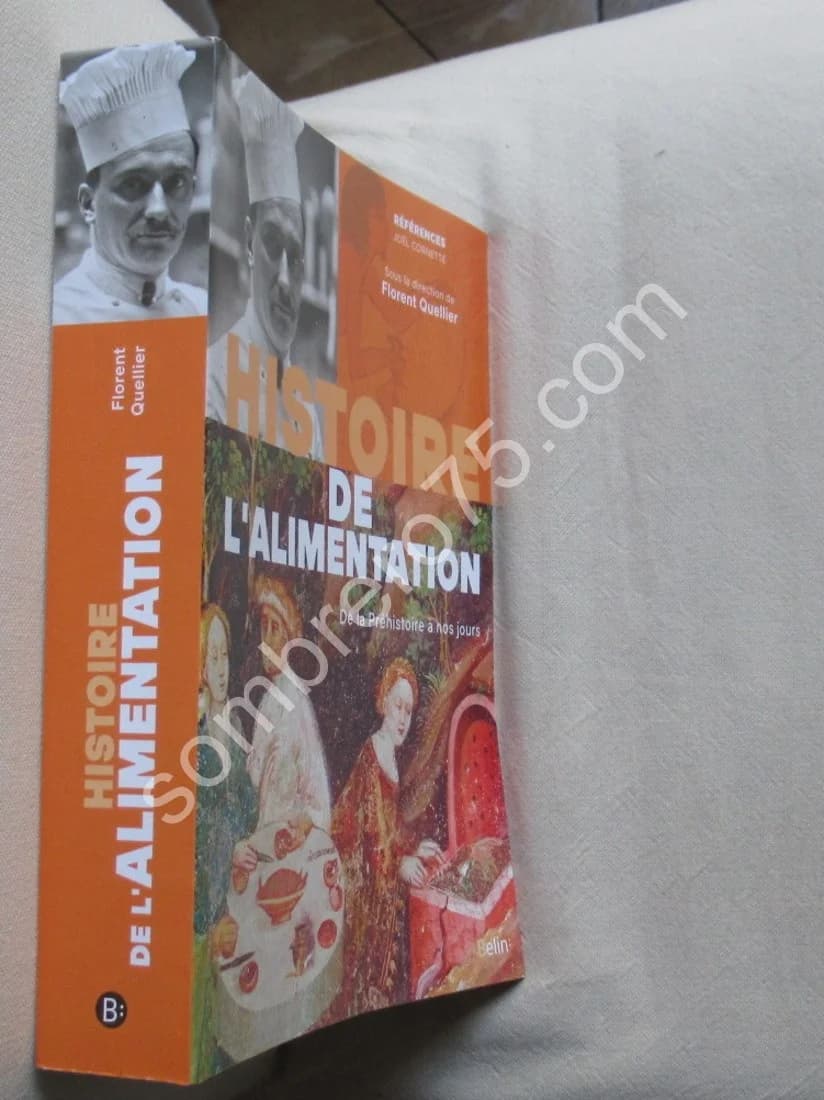 Florent
Quellier
HISTOIRE
DE L'ALIMENTATION
B:
RÉFÉRENCES
JOËL CORNETTE
Sous la direction de
Florent Quellier
HISTOIRE
DE
L'ALIMENTATION
De la Préhistoire à nos jours
Belin:
sombrero75.com